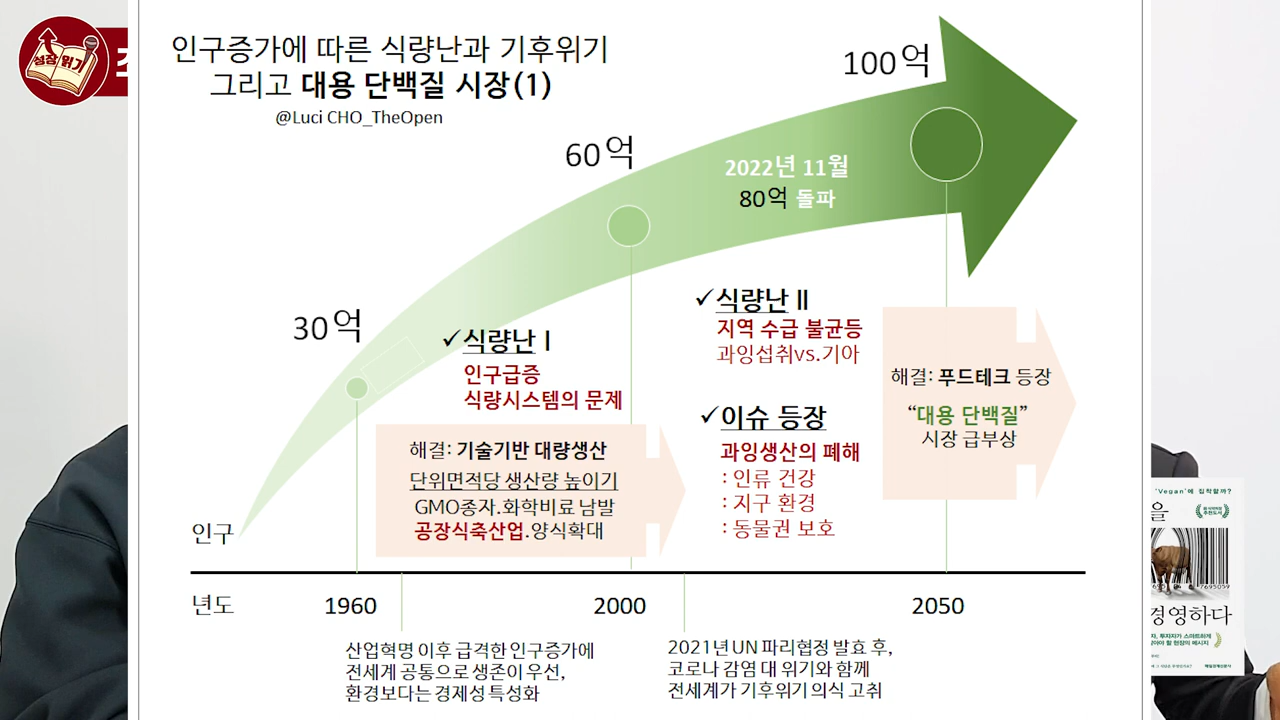 성장 읽기
인구증가에 따른 식량난과 기후위기
그리고 대용 단백질 시장(1)
@Luci CHO_TheOpen
100억
60억
2022년 11월
80억 돌파
30억
✓식량난 I
인구급증
식량시스템의 문제
해결: 기술기반 대량생산
단위면적당 생산량 높이기
GMO종자.화학비료 남발
공장식축산업.양식확대
✓식량난 II
지역 수급 불균등
과잉섭취vs.기아
✓이슈 등장
과잉생산의 폐해
: 인류 건강
: 지구 환경
: 동물권 보호
해결: 푸드테크 등장
“대용 단백질”
시장 급부상
인구
년도
1960
2000
2050
산업혁명 이후 급격한 인구증가에
전세계 공통으로 생존이 우선,
환경보다는 경제성 특성화
2021년 UN 파리협정 발효 후,
코로나 감염 대 위기와 함께
전세계가 기후위기 의식 고취
'Vegan'에 집착할까?
을
경영하다